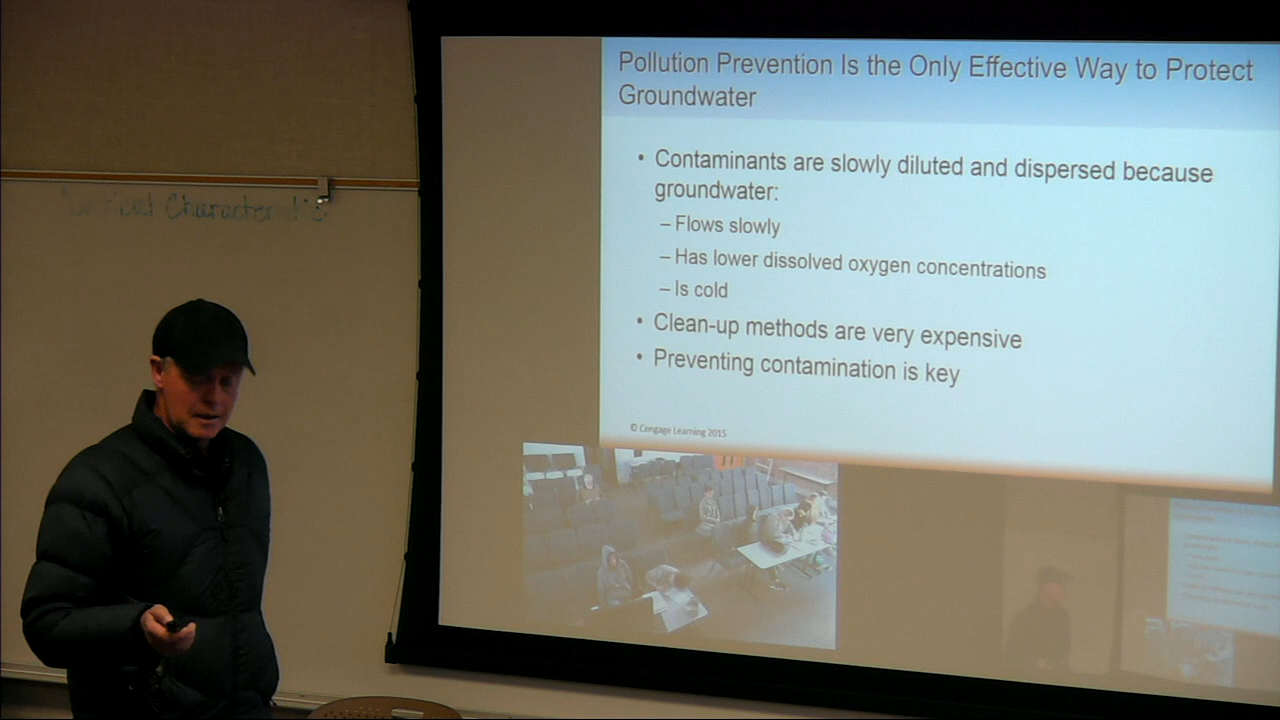 "Critical Characteristic
Pollution Prevention Is the Only Effective Way to Protect
Groundwater
• Contaminants are slowly diluted and dispersed because
groundwater:
– Flows slowly
– Has lower dissolved oxygen concentrations
– Is cold
• Clean-up methods are very expensive
• Preventing contamination is key
© Cengage Learning 2015